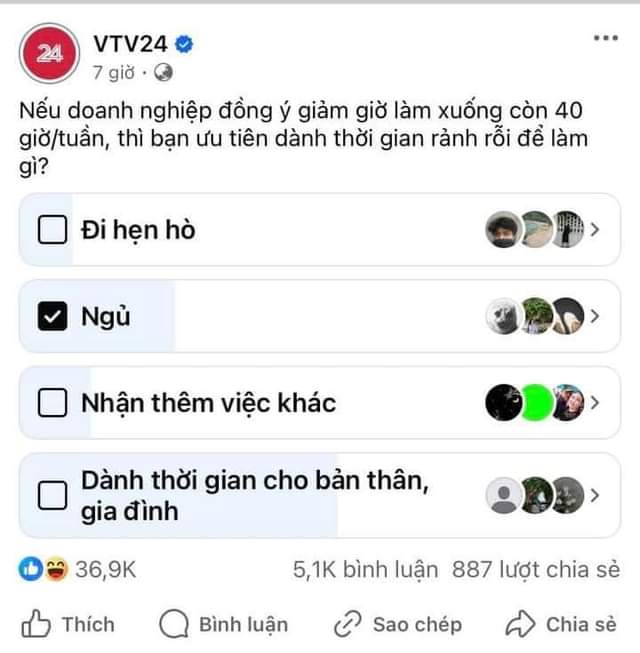 24
VTV24
7 giờ ·
Nếu doanh nghiệp đồng ý giảm giờ làm xuống còn 40
giờ/tuần, thì bạn ưu tiên dành thời gian rảnh rỗi để làm
gì?
Đi hẹn hò
Ngủ
Nhận thêm việc khác
Dành thời gian cho bản thân,
gia đình
36,9K 5,1K bình luận 887 lượt chia sẻ
Thích Bình luận Sao chép Chia sẻ